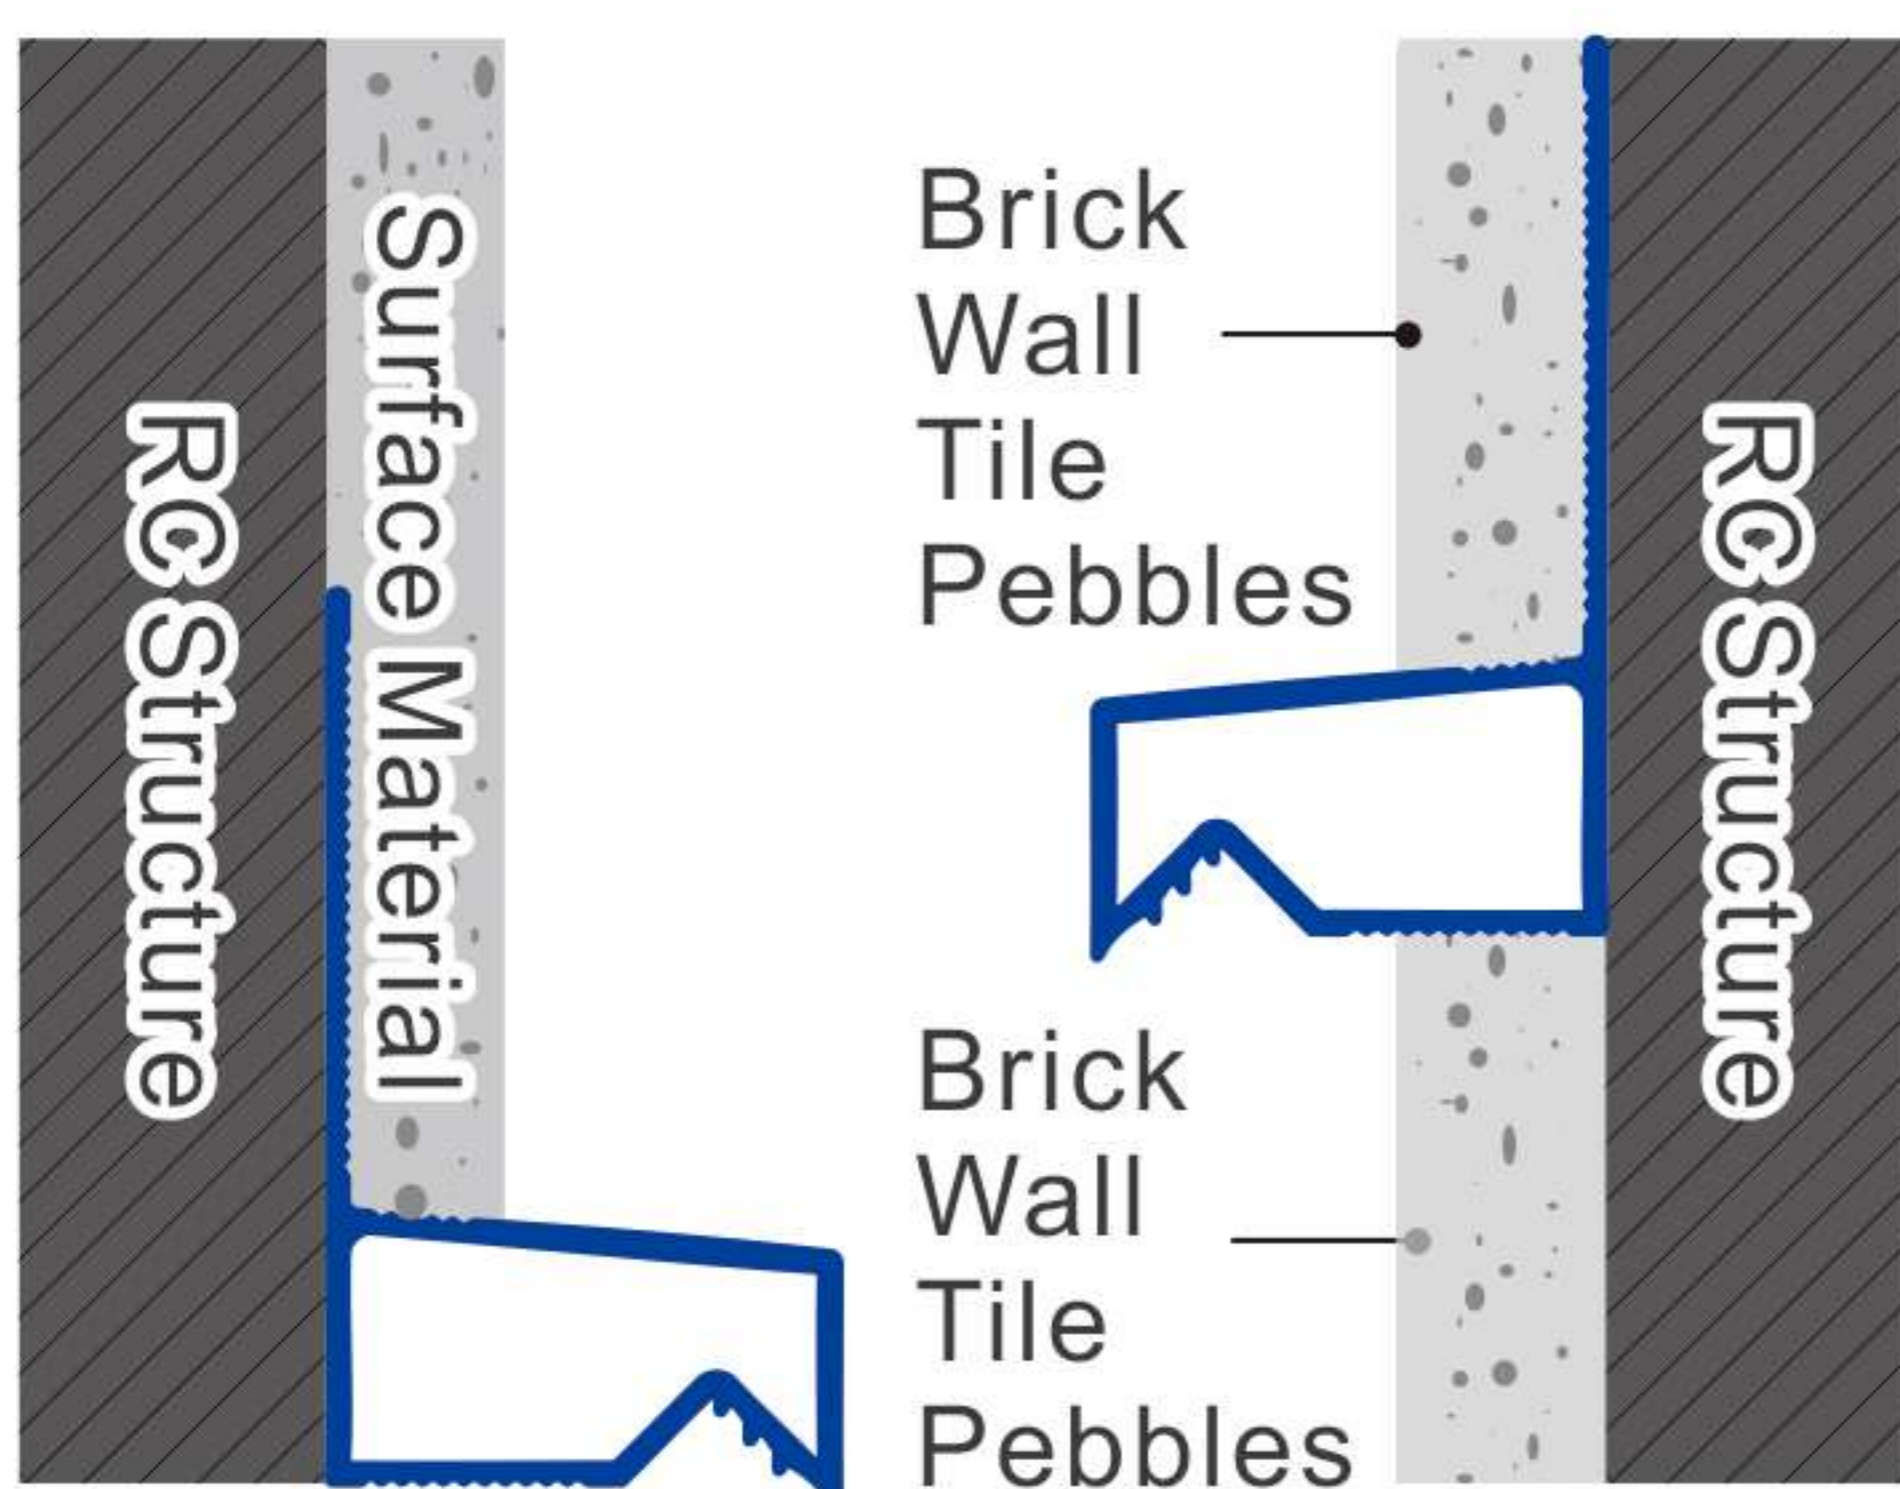 RC Structure
Surface Material
Brick
Wall
Tile
Pebbles
Brick
Wall
Tile
Pebbles
RC Structure